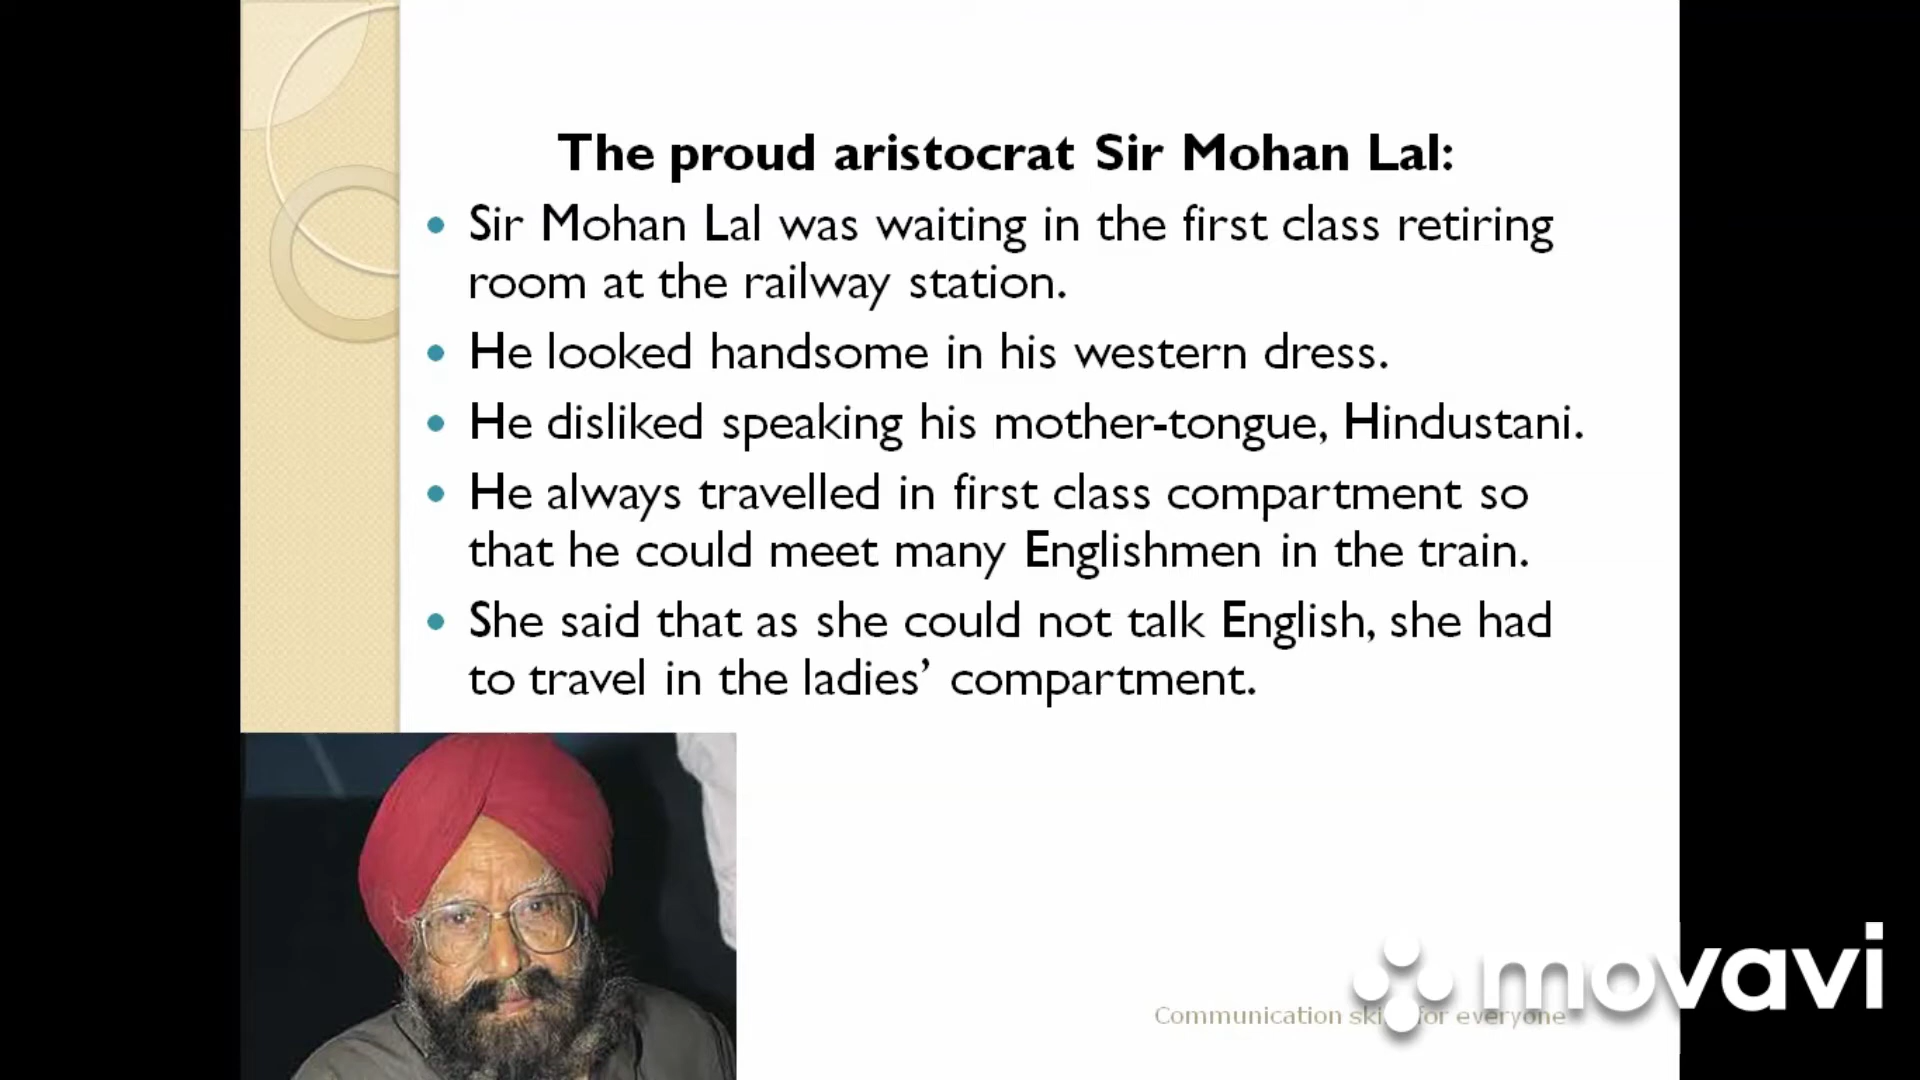 The proud aristocrat Sir Mohan Lal:
• Sir Mohan Lal was waiting in the first class retiring
room at the railway station.
• He looked handsome in his western dress.
• He disliked speaking his mother-tongue, Hindustani.
• He always travelled in first class compartment so
that he could meet many Englishmen in the train.
• She said that as she could not talk English, she had
to travel in the ladies’ compartment.
movavi
Communication for everyone